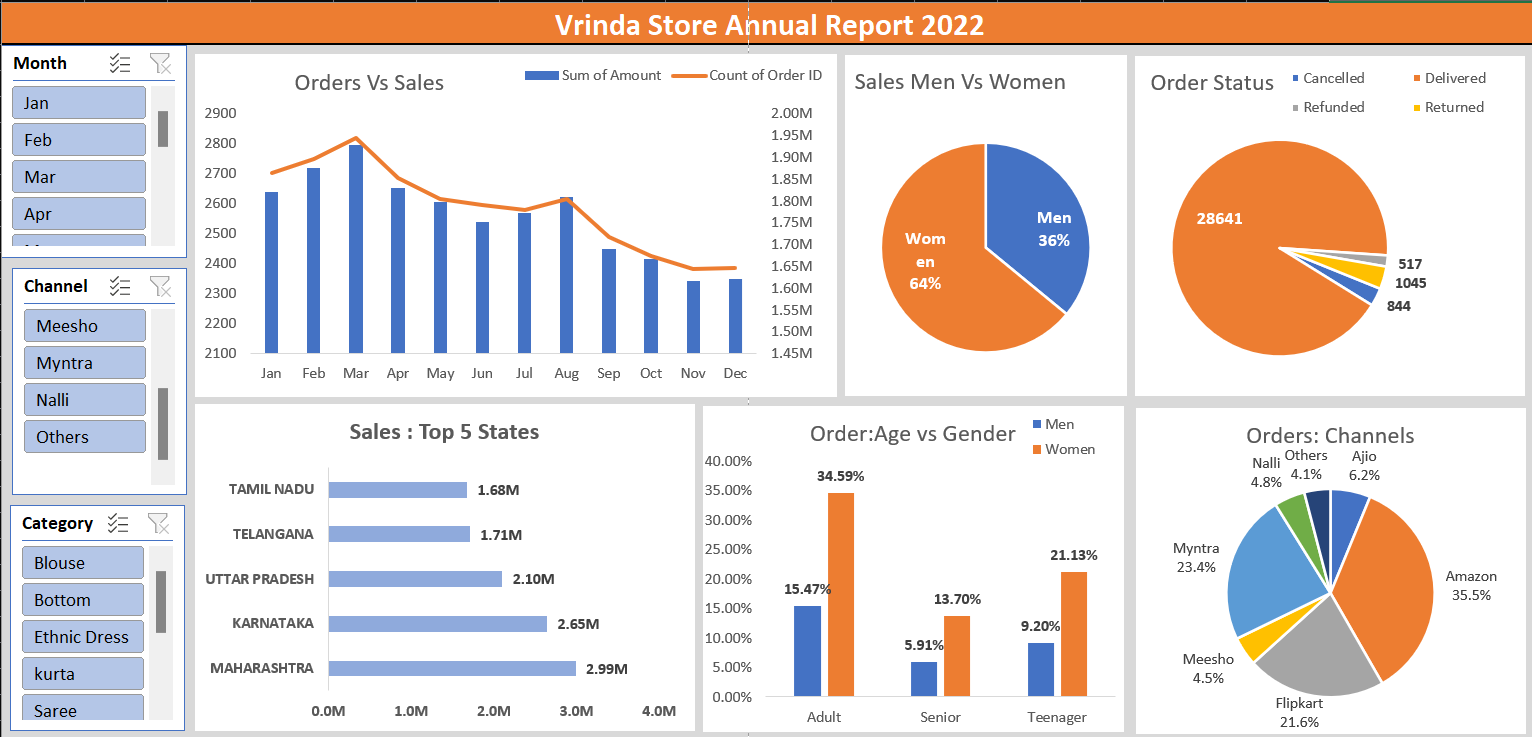 Vrinda Store Annual Report 2022
Month
Jan
Feb
Mar
Apr
Channel
Meesho
Myntra
Nalli
Others
Category
Blouse
Bottom
Ethnic Dress
kurta
Saree
Orders Vs Sales
Sum of Amount
Count of Order ID
2900
2800
2700
2600
2500
2400
2300
2200
2100
2.00M
1.95M
1.90M
1.85M
1.80M
1.75M
1.70M
1.65M
1.60M
1.55M
1.50M
1.45M
Jan Feb Mar Apr May Jun Jul Aug Sep Oct Nov Dec
Sales Men Vs Women
Men
36%
Wom
en
64%
Order Status
Cancelled
Delivered
Refunded
Returned
28641
517
1045
844
Sales : Top 5 States
TAMIL NADU 1.68M
TELANGANA 1.71M
UTTAR PRADESH 2.10M
KARNATAKA 2.65M
MAHARASHTRA 2.99M
0.0M 1.0M 2.0M 3.0M 4.0M
Order:Age vs Gender
Men
Women
40.00%
35.00%
30.00%
25.00%
20.00%
15.00%
10.00%
5.00%
0.00%
15.47%
34.59%
5.91%
13.70%
9.20%
21.13%
Adult Senior Teenager
Orders: Channels
Ajio
6.2%
Amazon
35.5%
Flipkart
21.6%
Meesho
4.5%
Myntra
23.4%
Nalli
4.8%
Others
4.1%